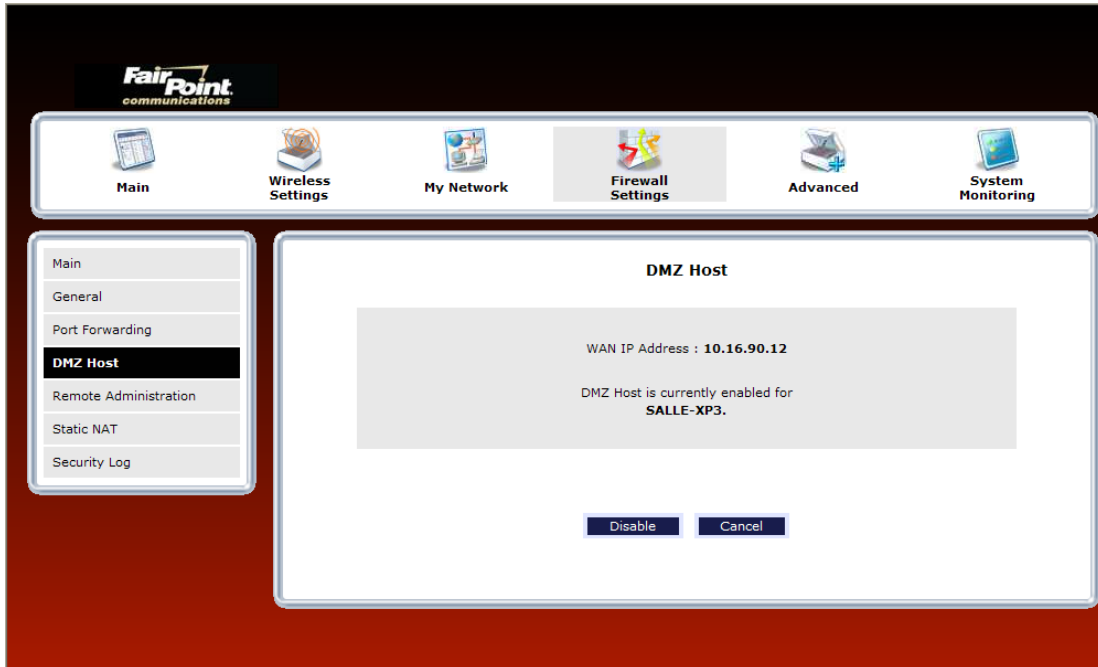 FairPoint.
communications
Main
Wireless
Settings
My Network
Firewall
Settings
Advanced
System
Monitoring
Main
General
Port Forwarding
DMZ Host
Remote Administration
Static NAT
Security Log
DMZ Host
WAN IP Address : 10.16.90.12
DMZ Host is currently enabled for
SALLE-XP3.
Disable
Cancel